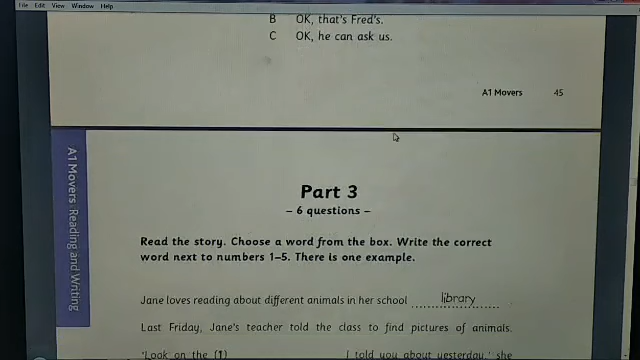 File Edit View Window Help
B OK, that's Fred's.
C OK, he can ask us.
A1 Movers 45
A1 Movers Reading and Writing
Part 3
– 6 questions –
Read the story. Choose a word from the box. Write the correct
word next to numbers 1–5. There is one example.
Jane loves reading about different animals in her school library
Last Friday, Jane's teacher told the class to find pictures of animals.
'Look on the (1) I told you about yesterday,' she